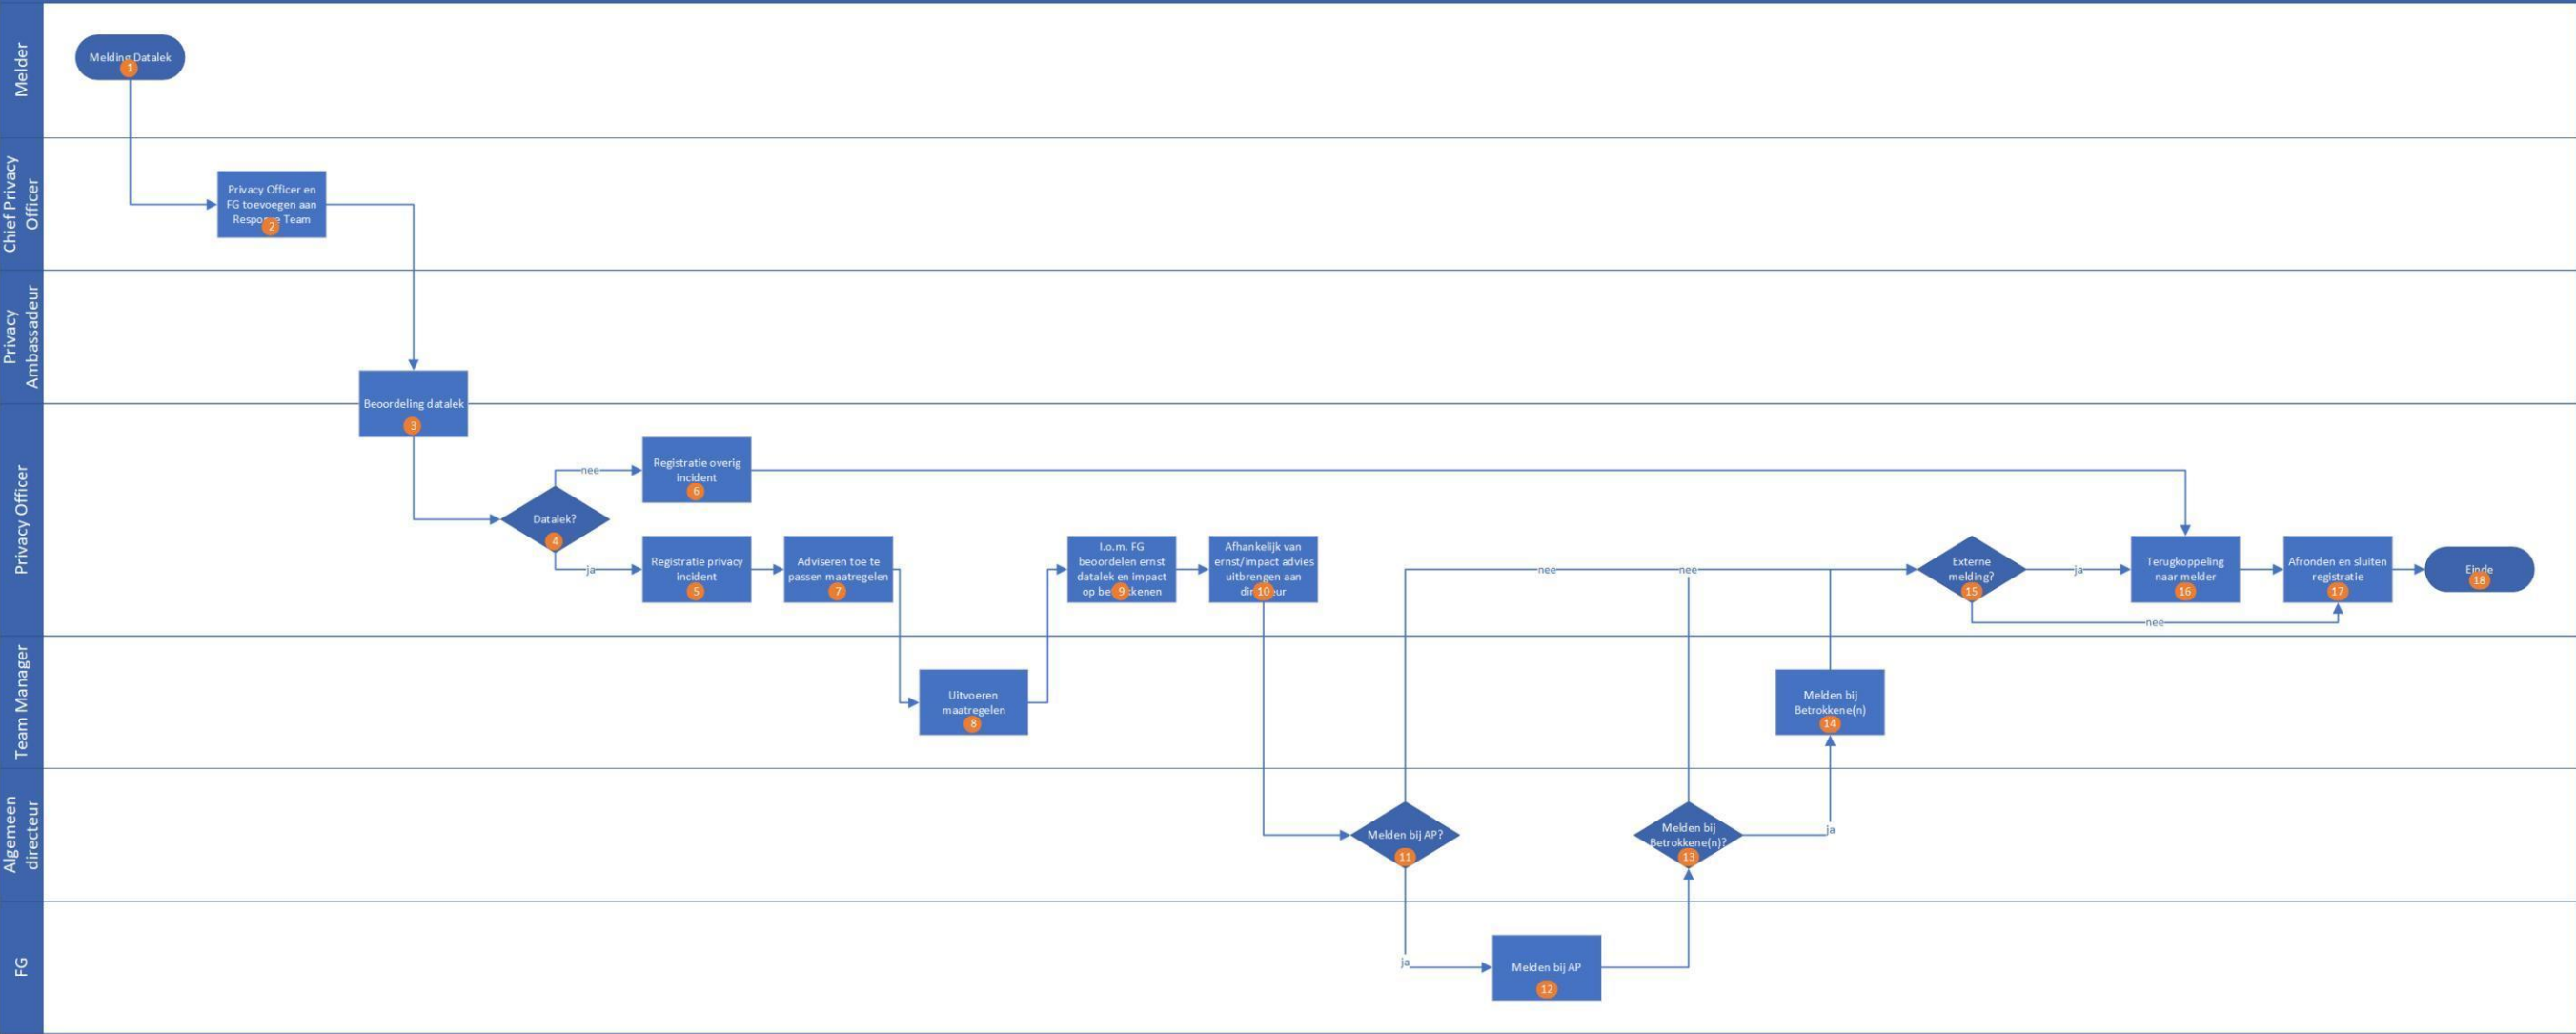 Melder
Melding Datalek
1
Chief Privacy
Officer
Privacy Officer en
FG toevoegen aan
Response Team
2
Privacy
Ambassadeur
Beoordeling datalek
3
Privacy Officer
Datalek?
4
nee
Registratie overig
incident
6
ja
Registratie privacy
incident
5
Adviseren toe te
passen maatregelen
7
I.o.m. FG
beoordelen ernst
datalek en impact
op betrokkenen
9
Afhankelijk van
ernst/impact advies
uitbrengen aan
directeur
10
nee
nee
Externe
melding?
15
ja
nee
Terugkoppeling
naar melder
16
Afronden en sluiten
registratie
17
Einde
18
Team Manager
Uitvoeren
maatregelen
8
Melden bij
Betrokkene(n)
14
Algemeen
directeur
Melden bij AP?
11
Melden bij
Betrokkene(n)?
13
ja
FG
ja
Melden bij AP
12